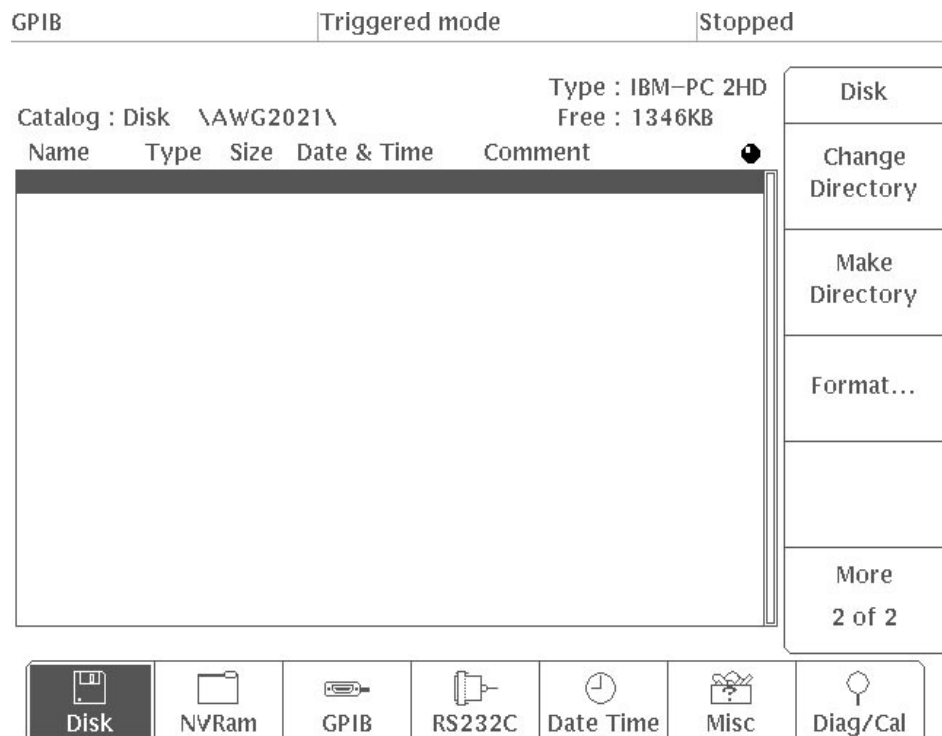 GPIB Triggered mode Stopped
Type : IBM-PC 2HD
Catalog : Disk \AWG2021\ Free : 1346KB
Name Type Size Date & Time Comment
Disk
Change
Directory
Make
Directory
Format...
More
2 of 2
Disk NVRam GPIB RS232C Date Time Misc Diag/Cal